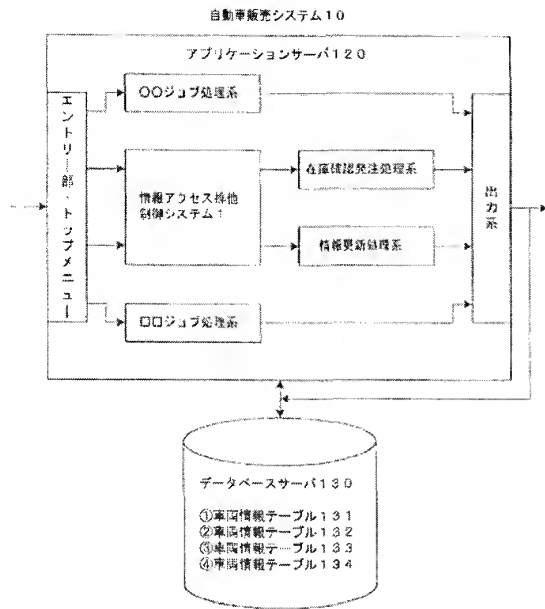 自動車販売システム１０
アプリケーションサーバ１２０
エントリー部・トップメニュー
〇〇ジョブ処理系
情報アクセス排他
制御システム１
在庫確認発注処理系
情報更新処理系
出力系
□□ジョブ処理系
データベースサーバ１３０
①車両情報テーブル１３１
②車両情報テーブル１３２
③車両情報テーブル１３３
④車両情報テーブル１３４